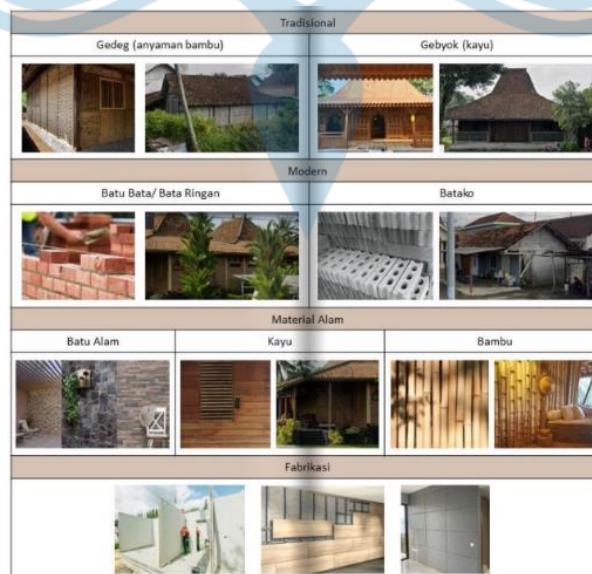 Tradisional
Gedeg (anyaman bambu)
Gebyok (kayu)
Modern
Batu Bata/ Bata Ringan
Batako
Material Alam
Batu Alam
Kayu
Bambu
Fabrikasi